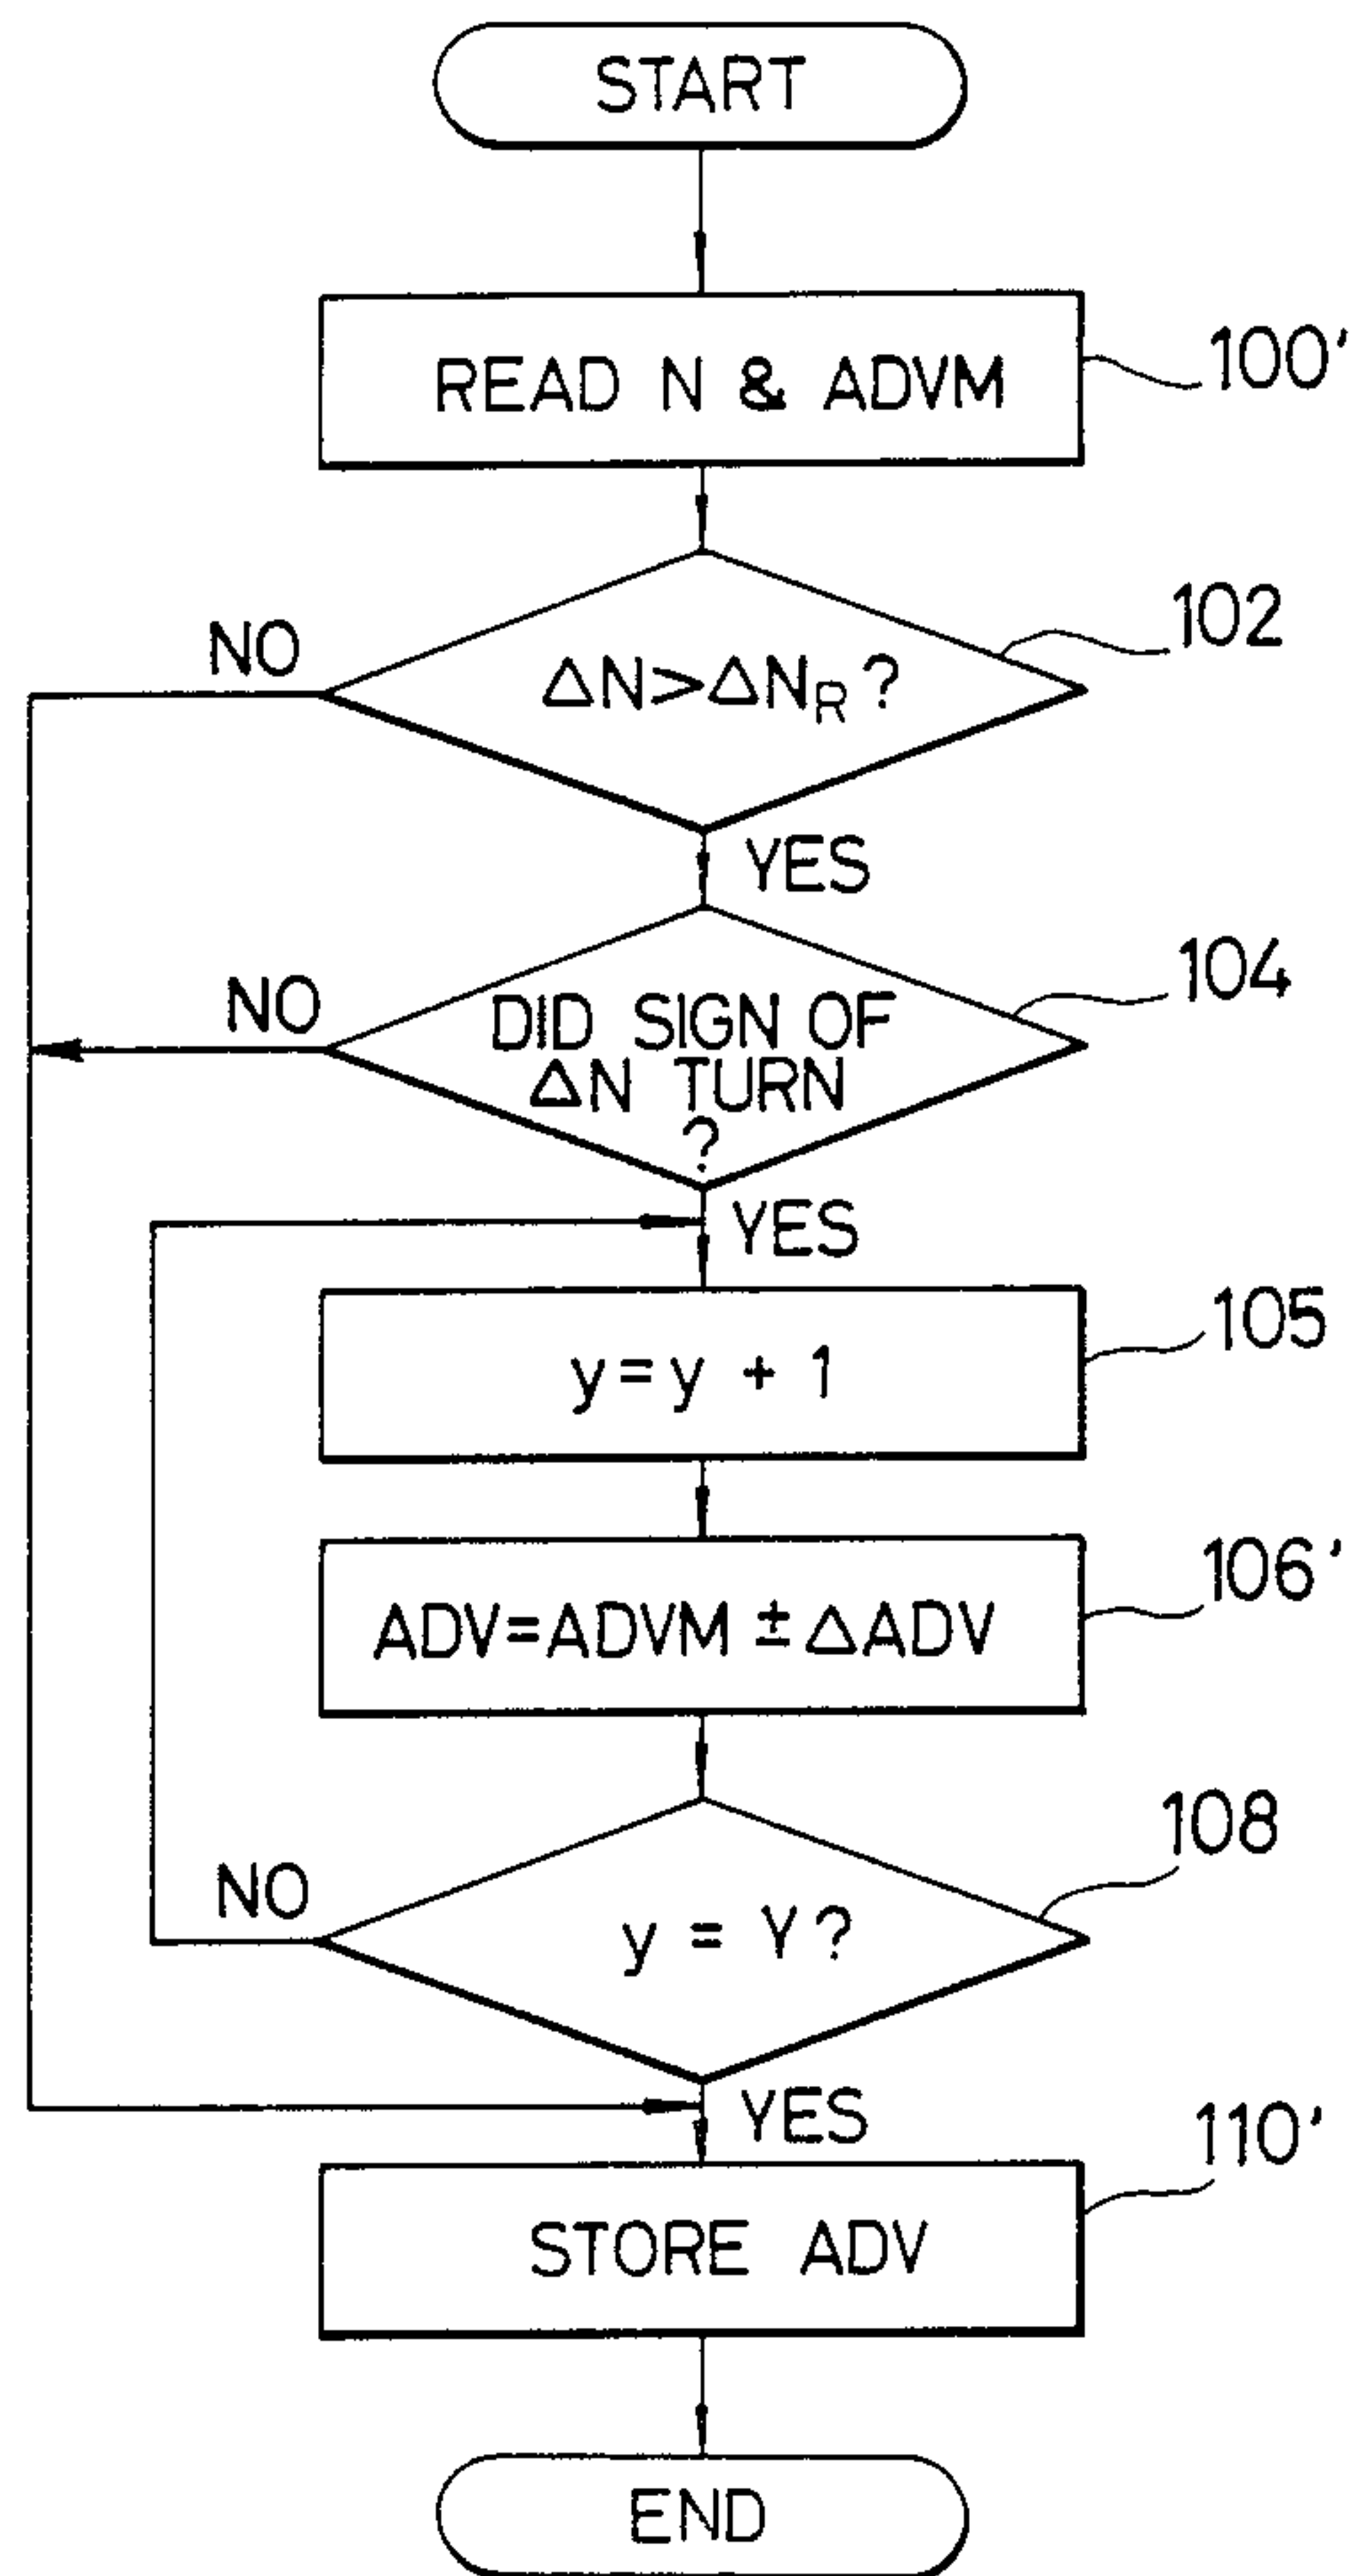 START
READ N & ADVM
100'
102
NO
ΔN>ΔN_R ?
YES
104
NO
DID SIGN OF
ΔN TURN
?
YES
105
y=y + 1
106'
ADV=ADVM ± ΔADV
108
NO
y = Y?
YES
110'
STORE ADV
END